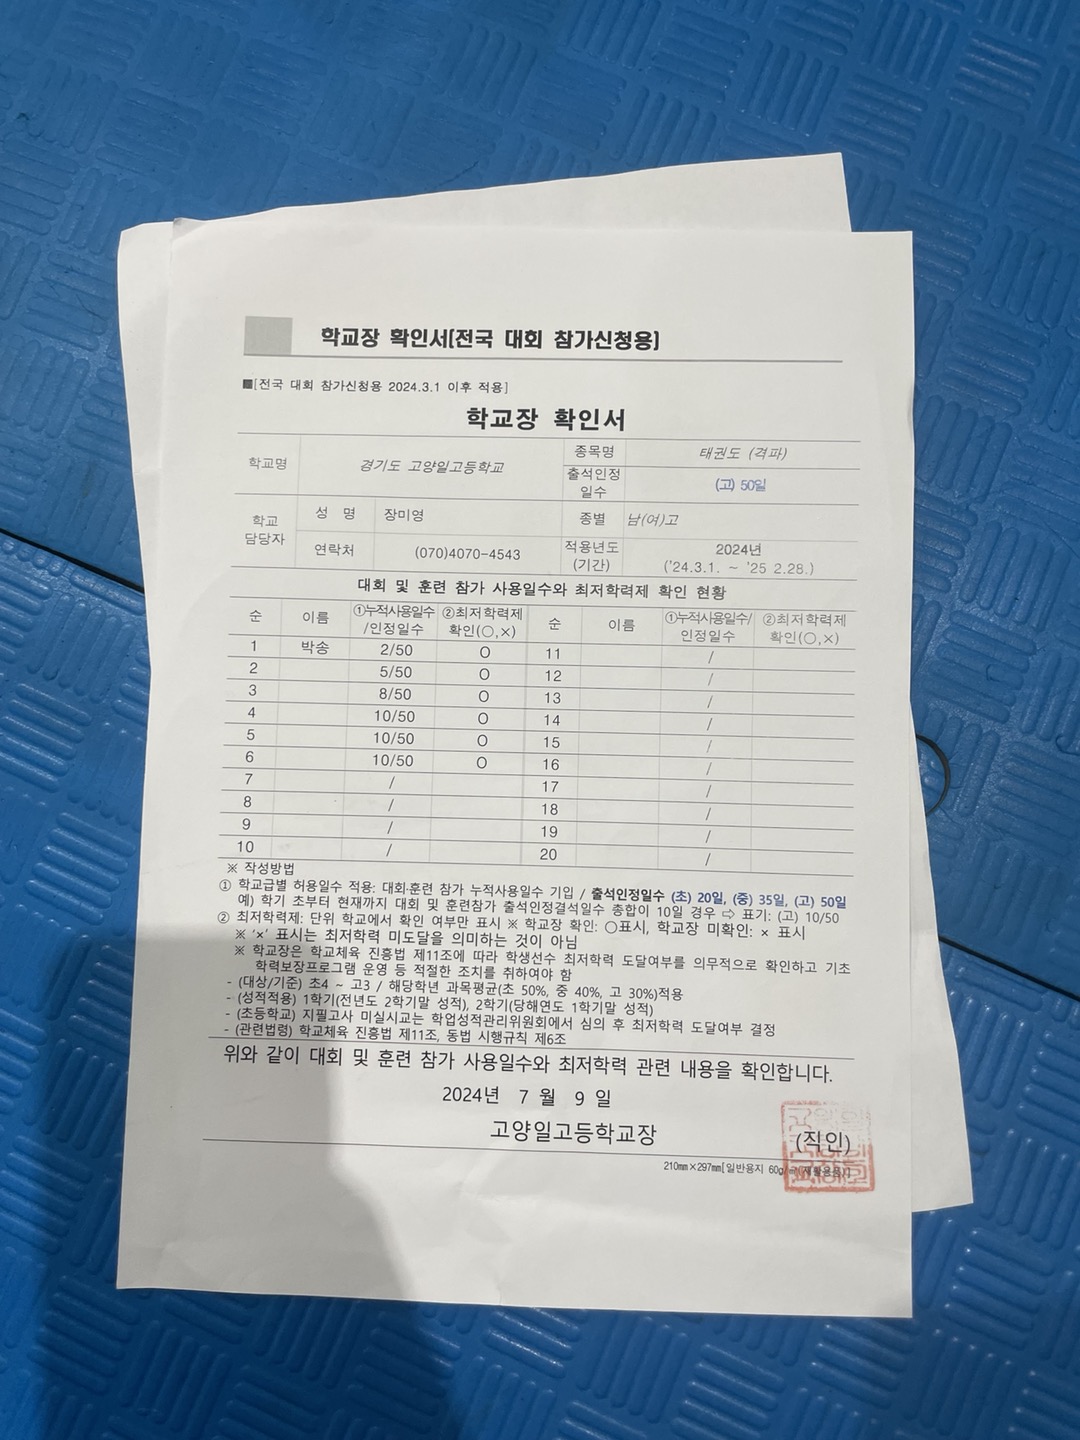 학교장 확인서(전국 대회 참가신청용)
■[전국 대회 참가신청용 2024.3.1 이후 적용]
학교장 확인서
학교명 경기도 고양일고등학교 종목명 태권도 (격파)
출석인정 일수 (고) 50일
학교 담당자 성 명 장미영 종별 남(여)고
연락처 (070)4070-4543 적용년도 (기간) 2024년 ('24.3.1. ~ '25 2.28.)
대회 및 훈련 참가 사용일수와 최저학력제 확인 현황
순 이름 ①누적사용일수 /인정일수 ②최저학력제 확인(○,×) 순 이름 ①누적사용일수/ 인정일수 ②최저학력제 확인(○,×)
1 박송 2/50 O 11 /
2 5/50 O 12 /
3 8/50 O 13 /
4 10/50 O 14 /
5 10/50 O 15 /
6 10/50 O 16 /
7 / 17 /
8 / 18 /
9 / 19 /
10 / 20 /
※ 작성방법
① 학교급별 허용일수 적용: 대회·훈련 참가 누적사용일수 기입 / 출석인정일수 (초) 20일, (중) 35일, (고) 50일
예) 학기 초부터 현재까지 대회 및 훈련참가 출석인정결석일수 총합이 10일 경우 ⇨ 표기: (고) 10/50
② 최저학력제: 단위 학교에서 확인 여부만 표시 ※ 학교장 확인: ○표시, 학교장 미확인: × 표시
※ '×' 표시는 최저학력 미도달을 의미하는 것이 아님
※ 학교장은 학교체육 진흥법 제11조에 따라 학생선수 최저학력 도달여부를 의무적으로 확인하고 기초
학력보장프로그램 운영 등 적절한 조치를 취하여야 함
- (대상/기준) 초4 ~ 고3 / 해당학년 과목평균(초 50%, 중 40%, 고 30%)적용
- (성적적용) 1학기(전년도 2학기말 성적), 2학기(당해연도 1학기말 성적)
- (초등학교) 지필고사 미실시교는 학업성적관리위원회에서 심의 후 최저학력 도달여부 결정
- (관련법령) 학교체육 진흥법 제11조, 동법 시행규칙 제6조
위와 같이 대회 및 훈련 참가 사용일수와 최저학력 관련 내용을 확인합니다.
2024년 7 월 9 일
고양일고등학교장 (직인)
210㎜×297㎜[일반용지 60g/㎡(재활용품)]